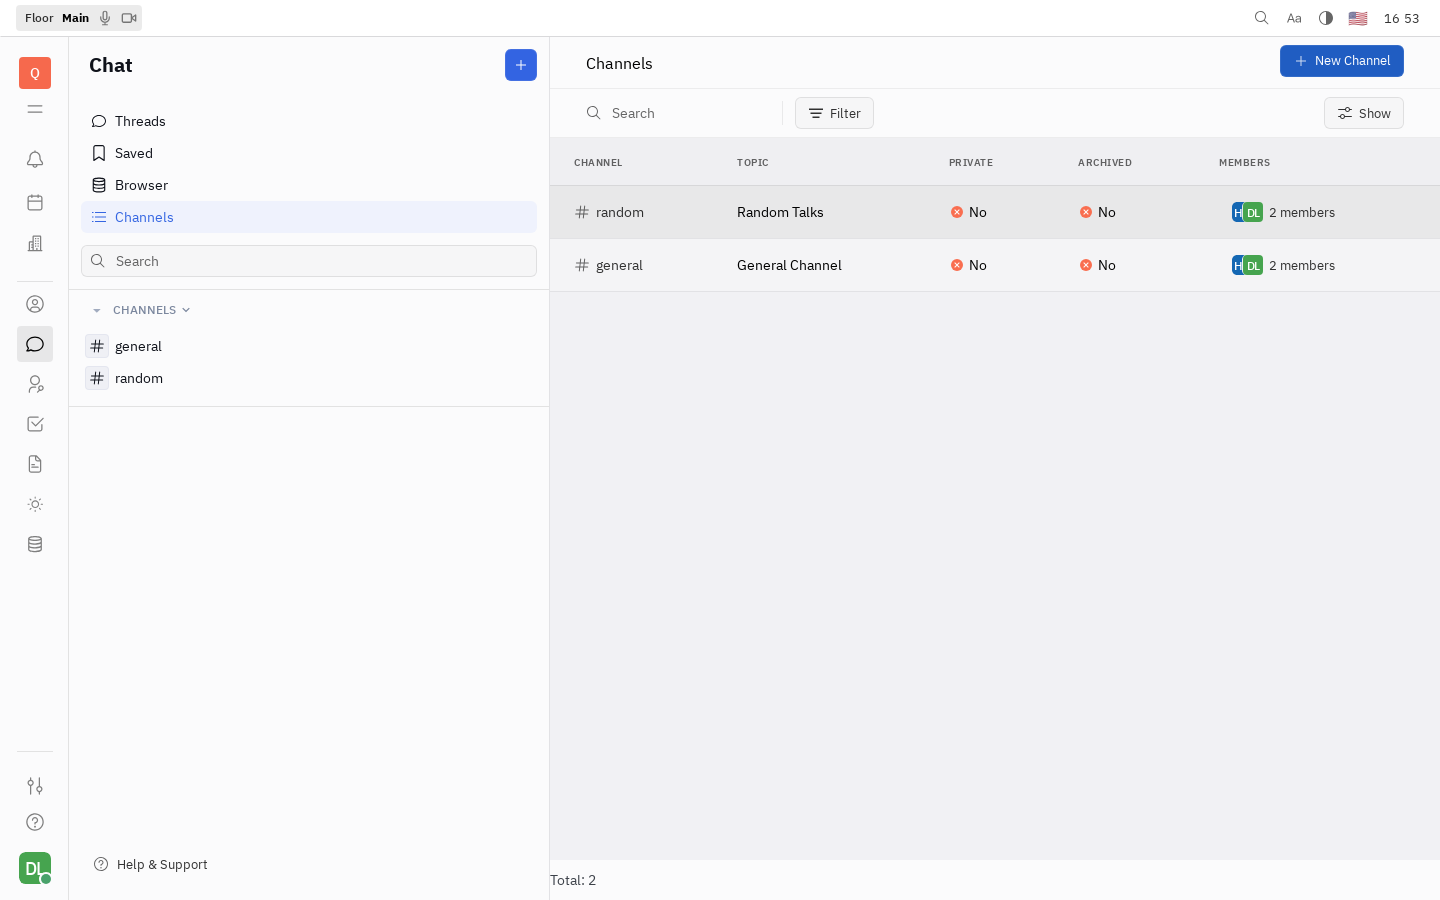 Floor Main
Aa
16 53
Q
Chat
Threads
Saved
Browser
Channels
Search
CHANNELS
general
random
Help & Support
DL
Channels
New Channel
Search
Filter
Show
CHANNEL TOPIC PRIVATE ARCHIVED MEMBERS
random Random Talks No No H DL 2 members
general General Channel No No H DL 2 members
Total: 2